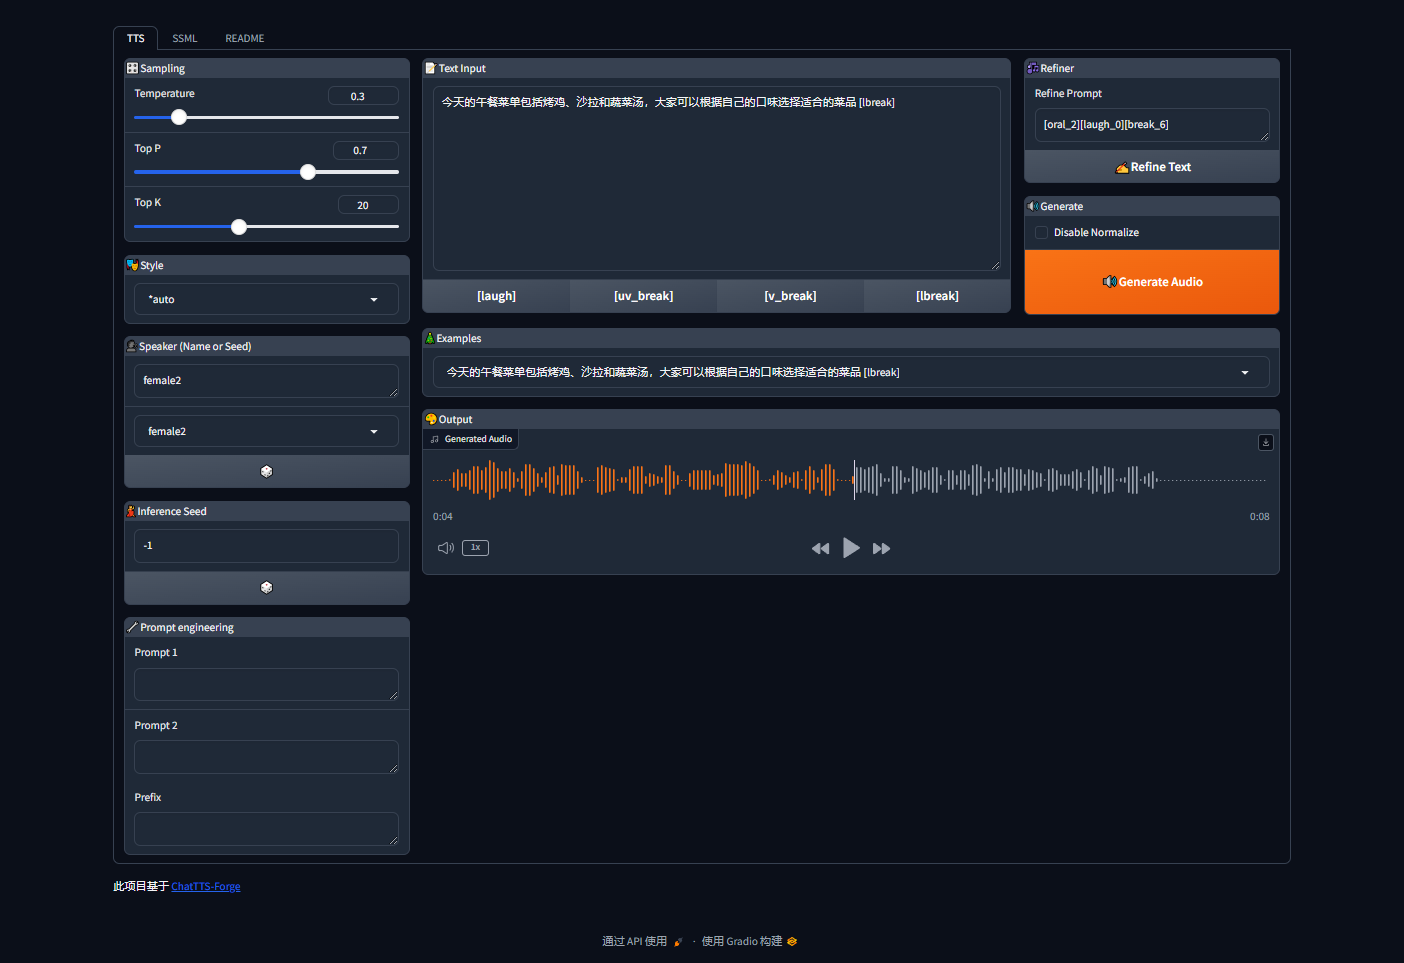 TTS
SSML
README
Sampling
Temperature
0.3
Top P
0.7
Top K
20
Style
*auto
Speaker (Name or Seed)
female2
female2
Inference Seed
-1
Prompt engineering
Prompt 1
Prompt 2
Prefix
Text Input
今天的午餐菜单包括烤鸡、沙拉和蔬菜汤，大家可以根据自己的口味选择适合的菜品 [lbreak]
[laugh]
[uv_break]
[v_break]
[lbreak]
Refiner
Refine Prompt
[oral_2][laugh_0][break_6]
Refine Text
Generate
Disable Normalize
Generate Audio
Examples
今天的午餐菜单包括烤鸡、沙拉和蔬菜汤，大家可以根据自己的口味选择适合的菜品 [lbreak]
Output
Generated Audio
0:04
0:08
1x
此项目基于 ChatTTS-Forge
通过 API 使用 · 使用 Gradio 构建